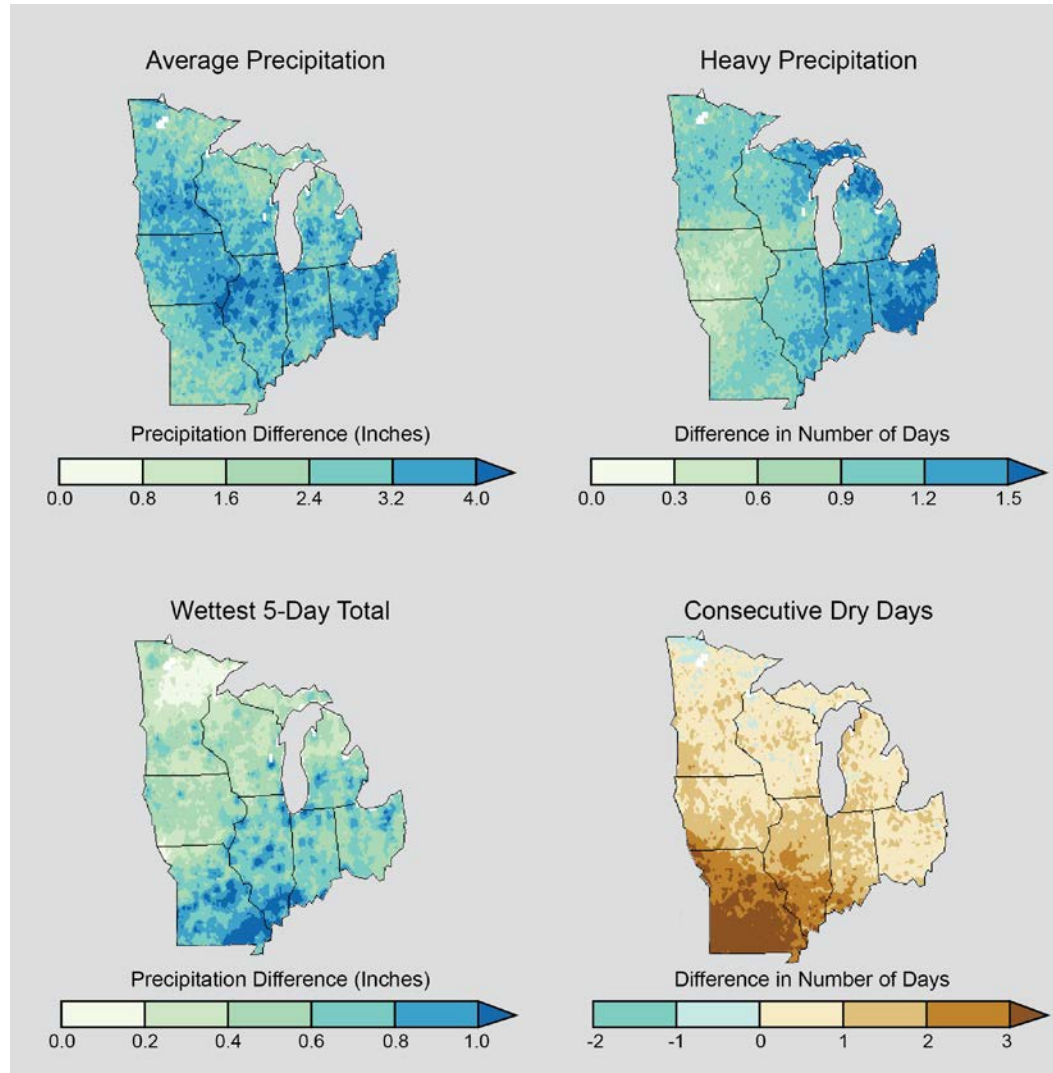 Average Precipitation
Heavy Precipitation
Precipitation Difference (Inches)
0.0 0.8 1.6 2.4 3.2 4.0
Difference in Number of Days
0.0 0.3 0.6 0.9 1.2 1.5
Wettest 5-Day Total
Consecutive Dry Days
Precipitation Difference (Inches)
0.0 0.2 0.4 0.6 0.8 1.0
Difference in Number of Days
-2 -1 0 1 2 3